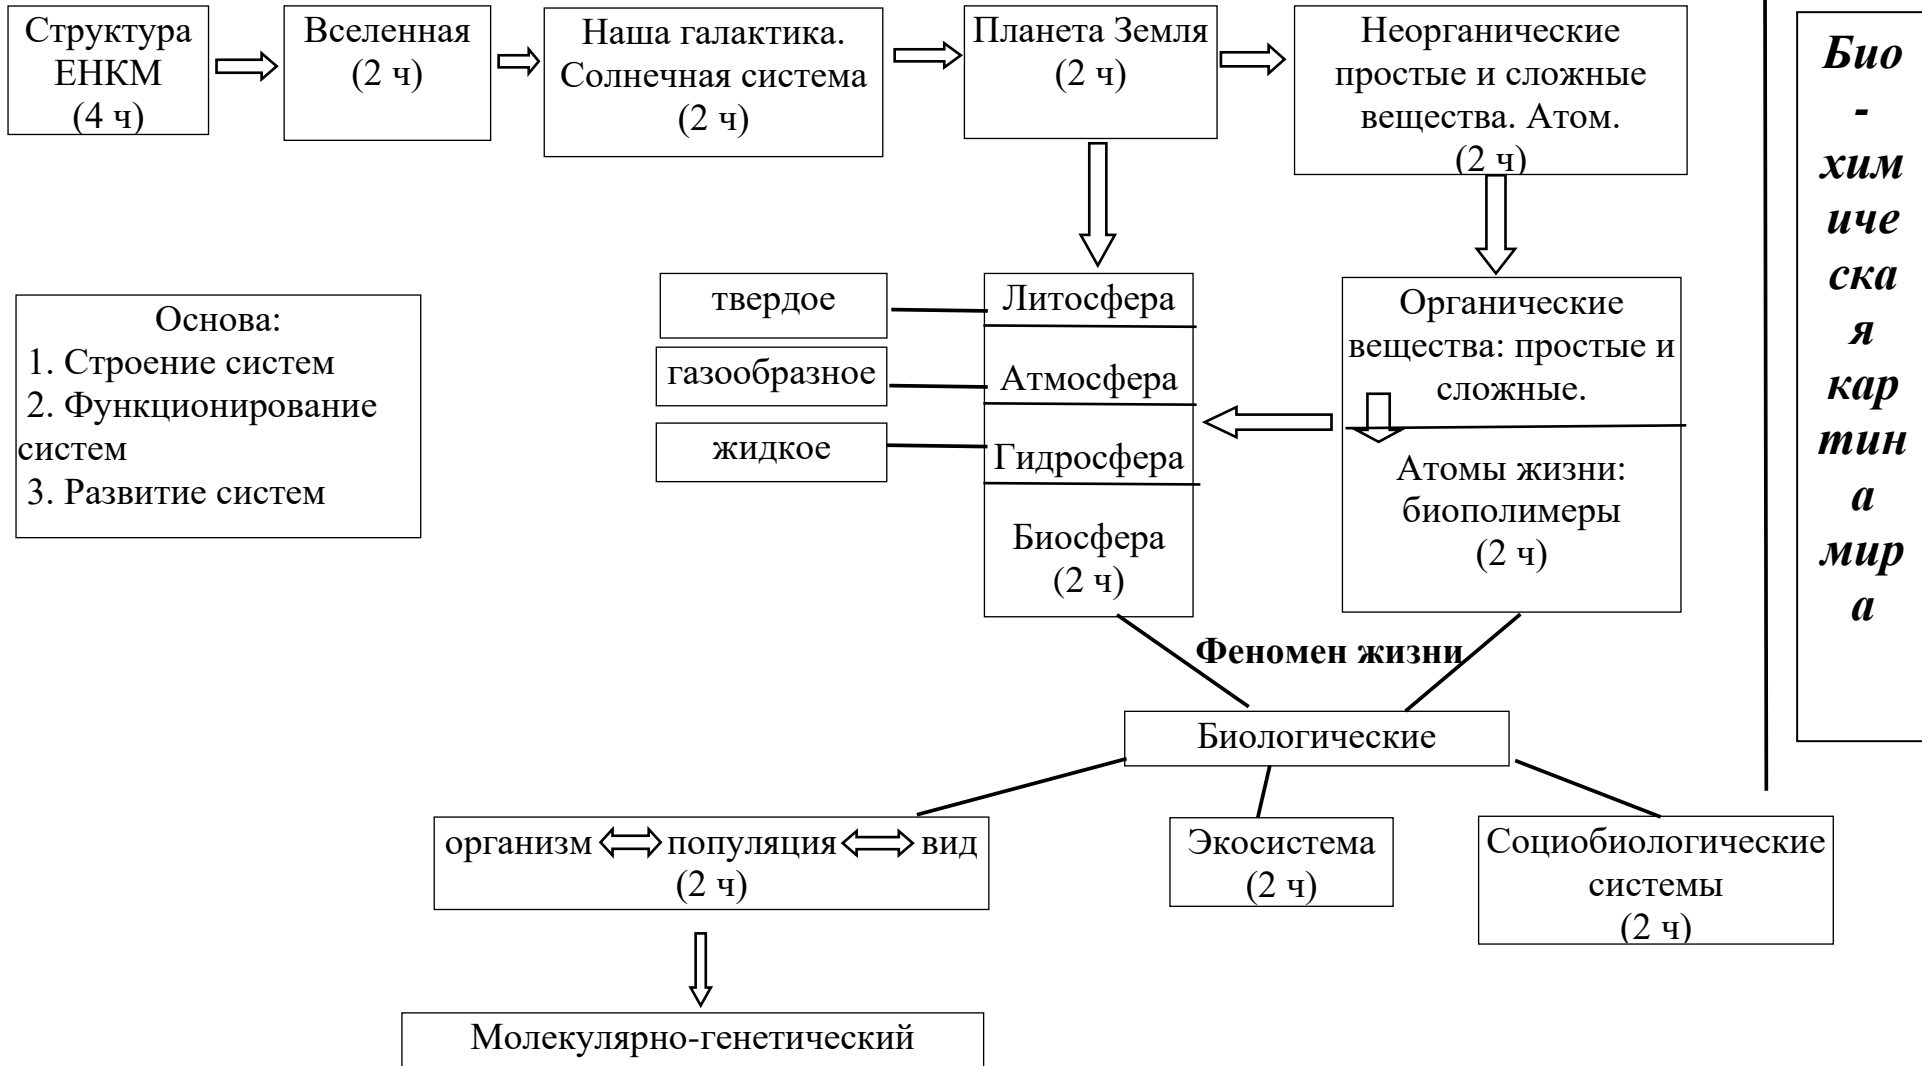 Структура
ЕНКМ
(4 ч)
Вселенная
(2 ч)
Наша галактика.
Солнечная система
(2 ч)
Планета Земля
(2 ч)
Неорганические
простые и сложные
вещества. Атом.
(2 ч)
Био
-
хим
иче
ска
я
кар
тин
а
мир
а
Основа:
1. Строение систем
2. Функционирование
систем
3. Развитие систем
твердое
газообразное
жидкое
Литосфера
Атмосфера
Гидросфера
Биосфера
(2 ч)
Органические
вещества: простые и
сложные.
Атомы жизни:
биополимеры
(2 ч)
Феномен жизни
Биологические
организм популяция вид
(2 ч)
Экосистема
(2 ч)
Социобиологические
системы
(2 ч)
Молекулярно-генетический